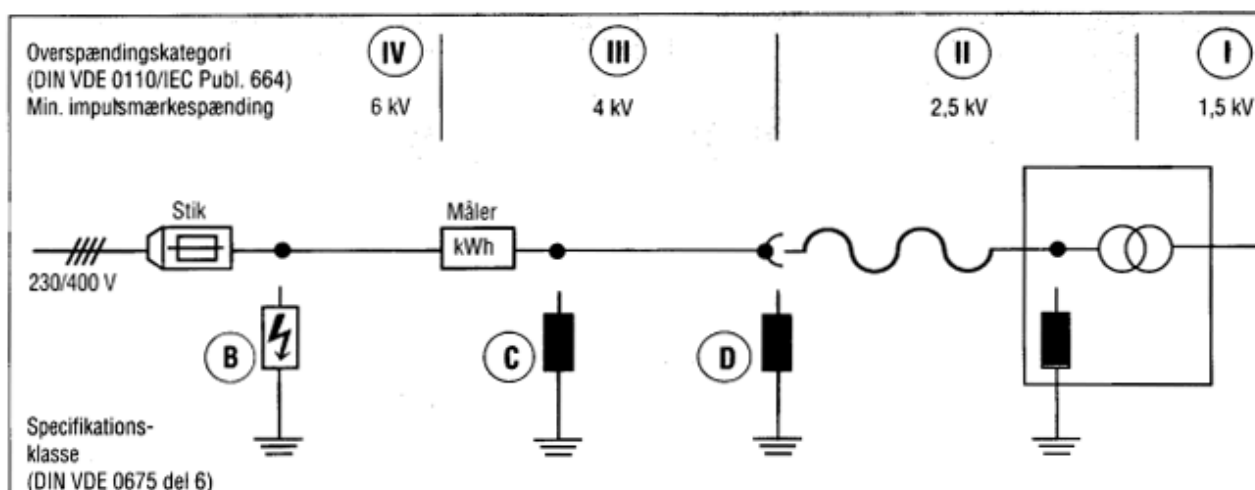 Overspændingskategori
(DIN VDE 0110/IEC Publ. 664)
Min. impulsmærkespænding
IV
6 kV
III
4 kV
II
2,5 kV
I
1,5 kV
Stik
Måler
kWh
230/400 V
B
C
D
Specifikations-
klasse
(DIN VDE 0675 del 6)